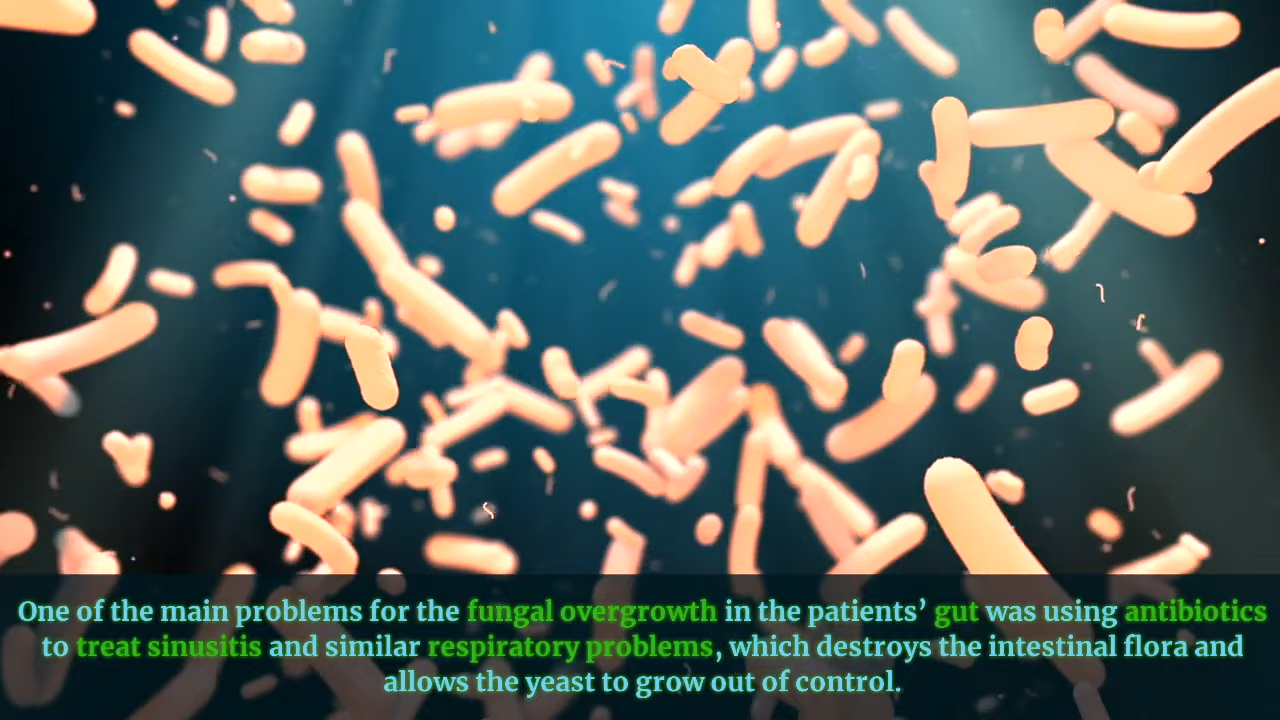 One of the main problems for the fungal overgrowth in the patients’ gut was using antibiotics
to treat sinusitis and similar respiratory problems, which destroys the intestinal flora and
allows the yeast to grow out of control.